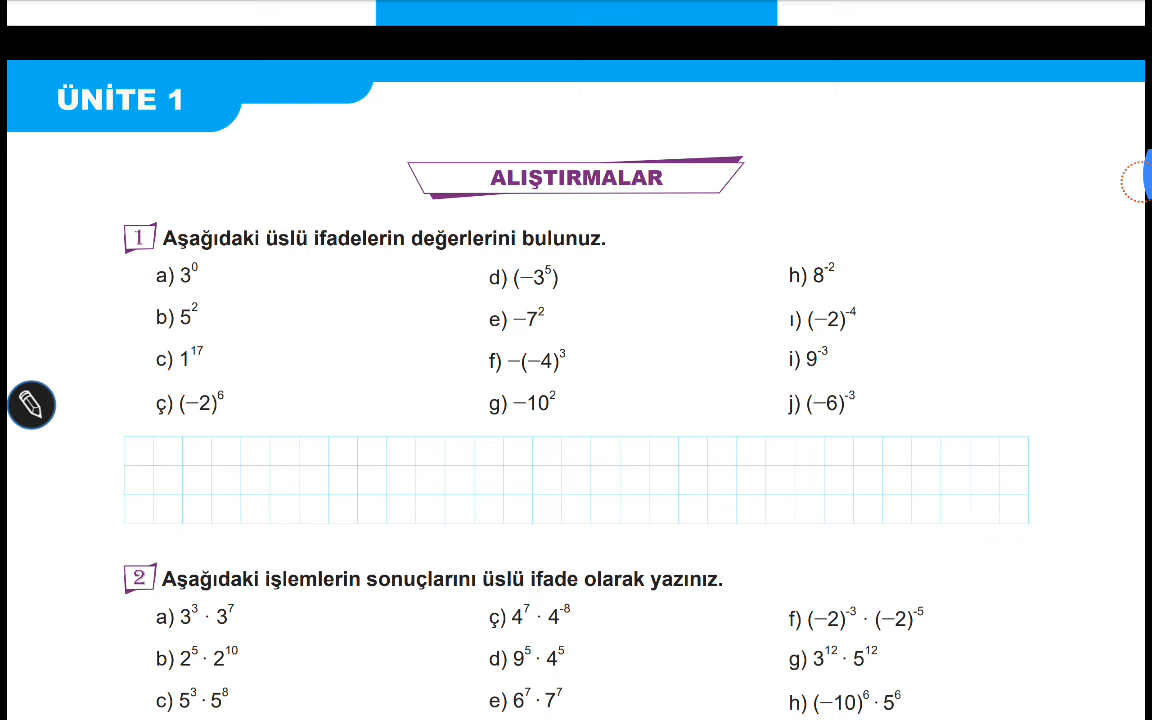 ÜNİTE 1
ALIŞTIRMALAR
1 Aşağıdaki üslü ifadelerin değerlerini bulunuz.
a) 3⁰
d) (−3⁵)
h) 8⁻²
b) 5²
e) −7²
ı) (−2)⁻⁴
c) 1¹⁷
f) −(−4)³
i) 9⁻³
ç) (−2)⁶
g) −10²
j) (−6)⁻³
2 Aşağıdaki işlemlerin sonuçlarını üslü ifade olarak yazınız.
a) 3³ · 3⁷
ç) 4⁷ · 4⁻⁸
f) (−2)⁻³ · (−2)⁻⁵
b) 2⁵ · 2¹⁰
d) 9⁵ · 4⁵
g) 3¹² · 5¹²
c) 5³ · 5⁸
e) 6⁷ · 7⁷
h) (−10)⁶ · 5⁶